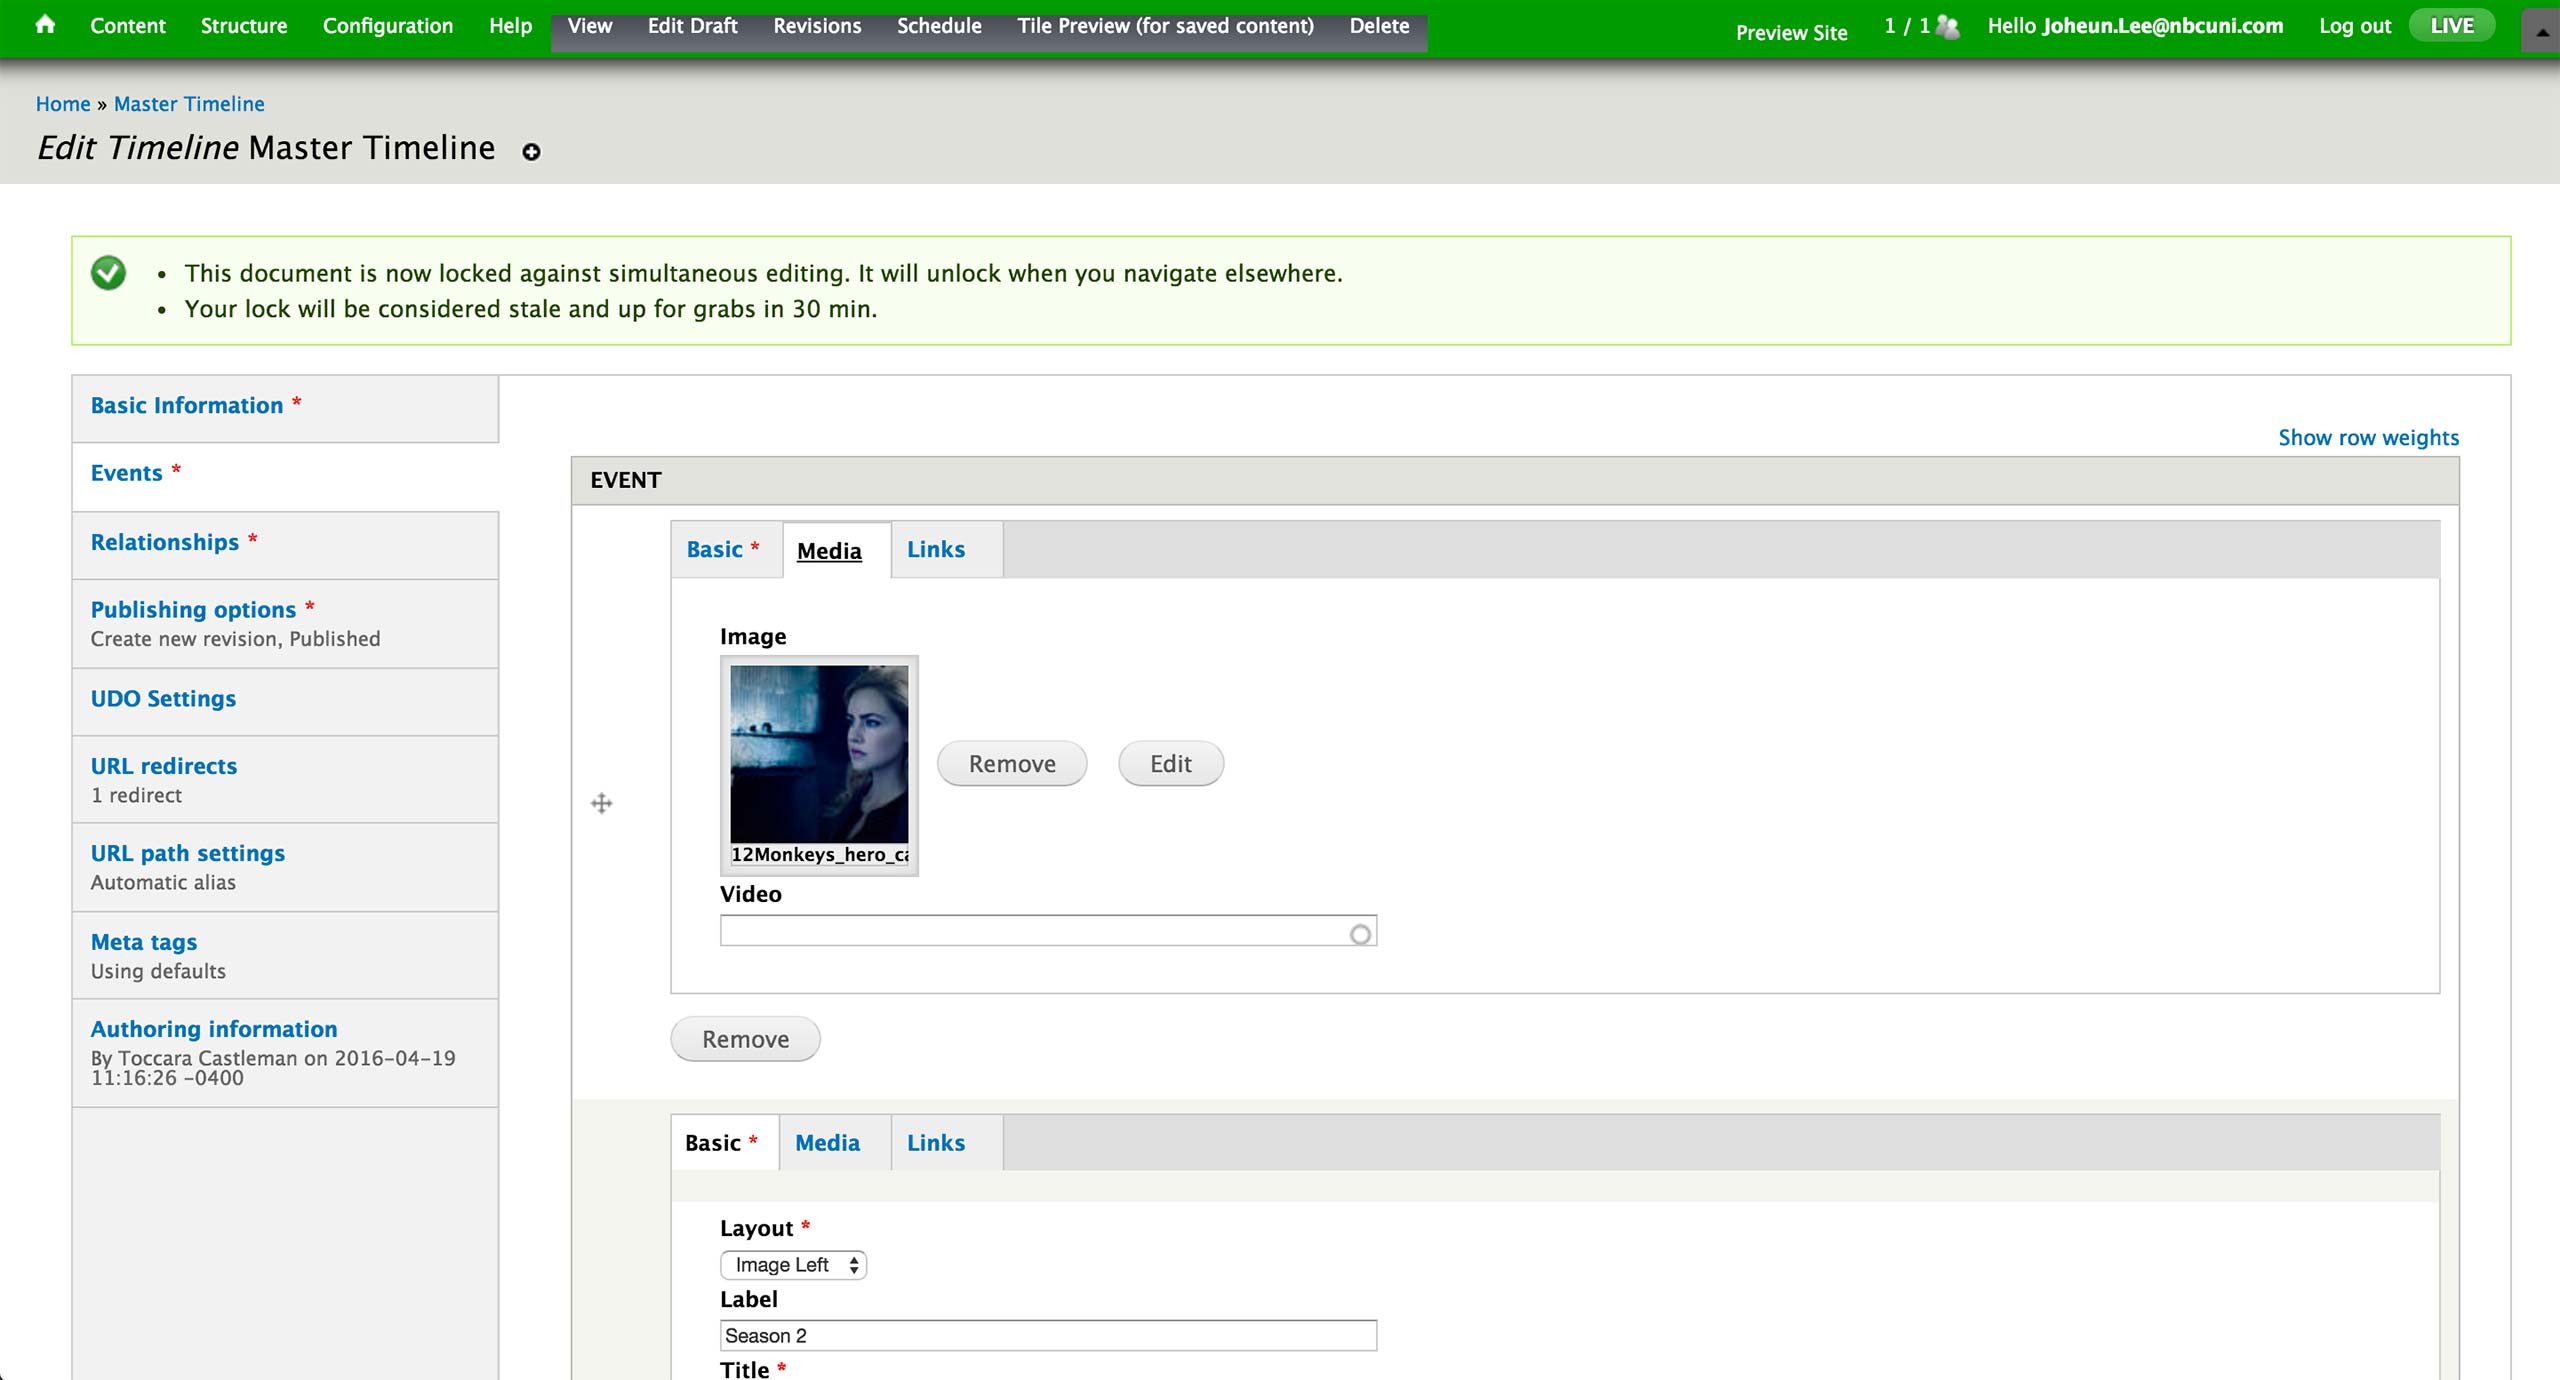 Content Structure Configuration Help View Edit Draft Revisions Schedule Tile Preview (for saved content) Delete Preview Site 1 / 1 Hello Joheun.Lee@nbcuni.com Log out LIVE
Home » Master Timeline
Edit Timeline Master Timeline
• This document is now locked against simultaneous editing. It will unlock when you navigate elsewhere.
• Your lock will be considered stale and up for grabs in 30 min.
Basic Information *
Events *
Relationships *
Publishing options *
Create new revision, Published
UDO Settings
URL redirects
1 redirect
URL path settings
Automatic alias
Meta tags
Using defaults
Authoring information
By Toccara Castleman on 2016-04-19
11:16:26 -0400
Show row weights
EVENT
Basic * Media Links
Image
12Monkeys_hero_ca
Remove Edit
Video
Remove
Basic * Media Links
Layout *
Image Left
Label
Season 2
Title *